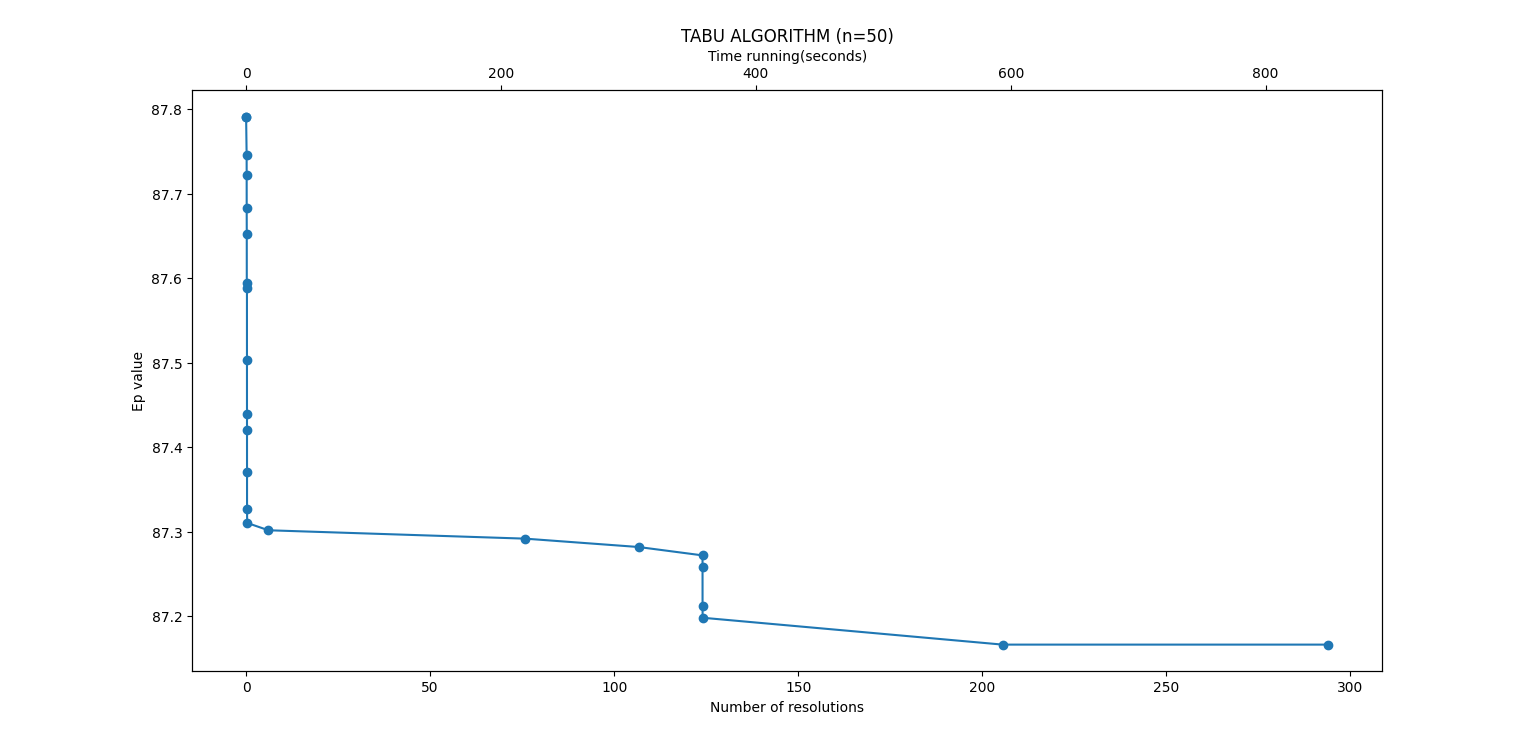 TABU ALGORITHM (n=50)
Time running(seconds)
0 200 400 600 800
87.8
87.7
87.6
87.5
87.4
87.3
87.2
Ep value
0 50 100 150 200 250 300
Number of resolutions